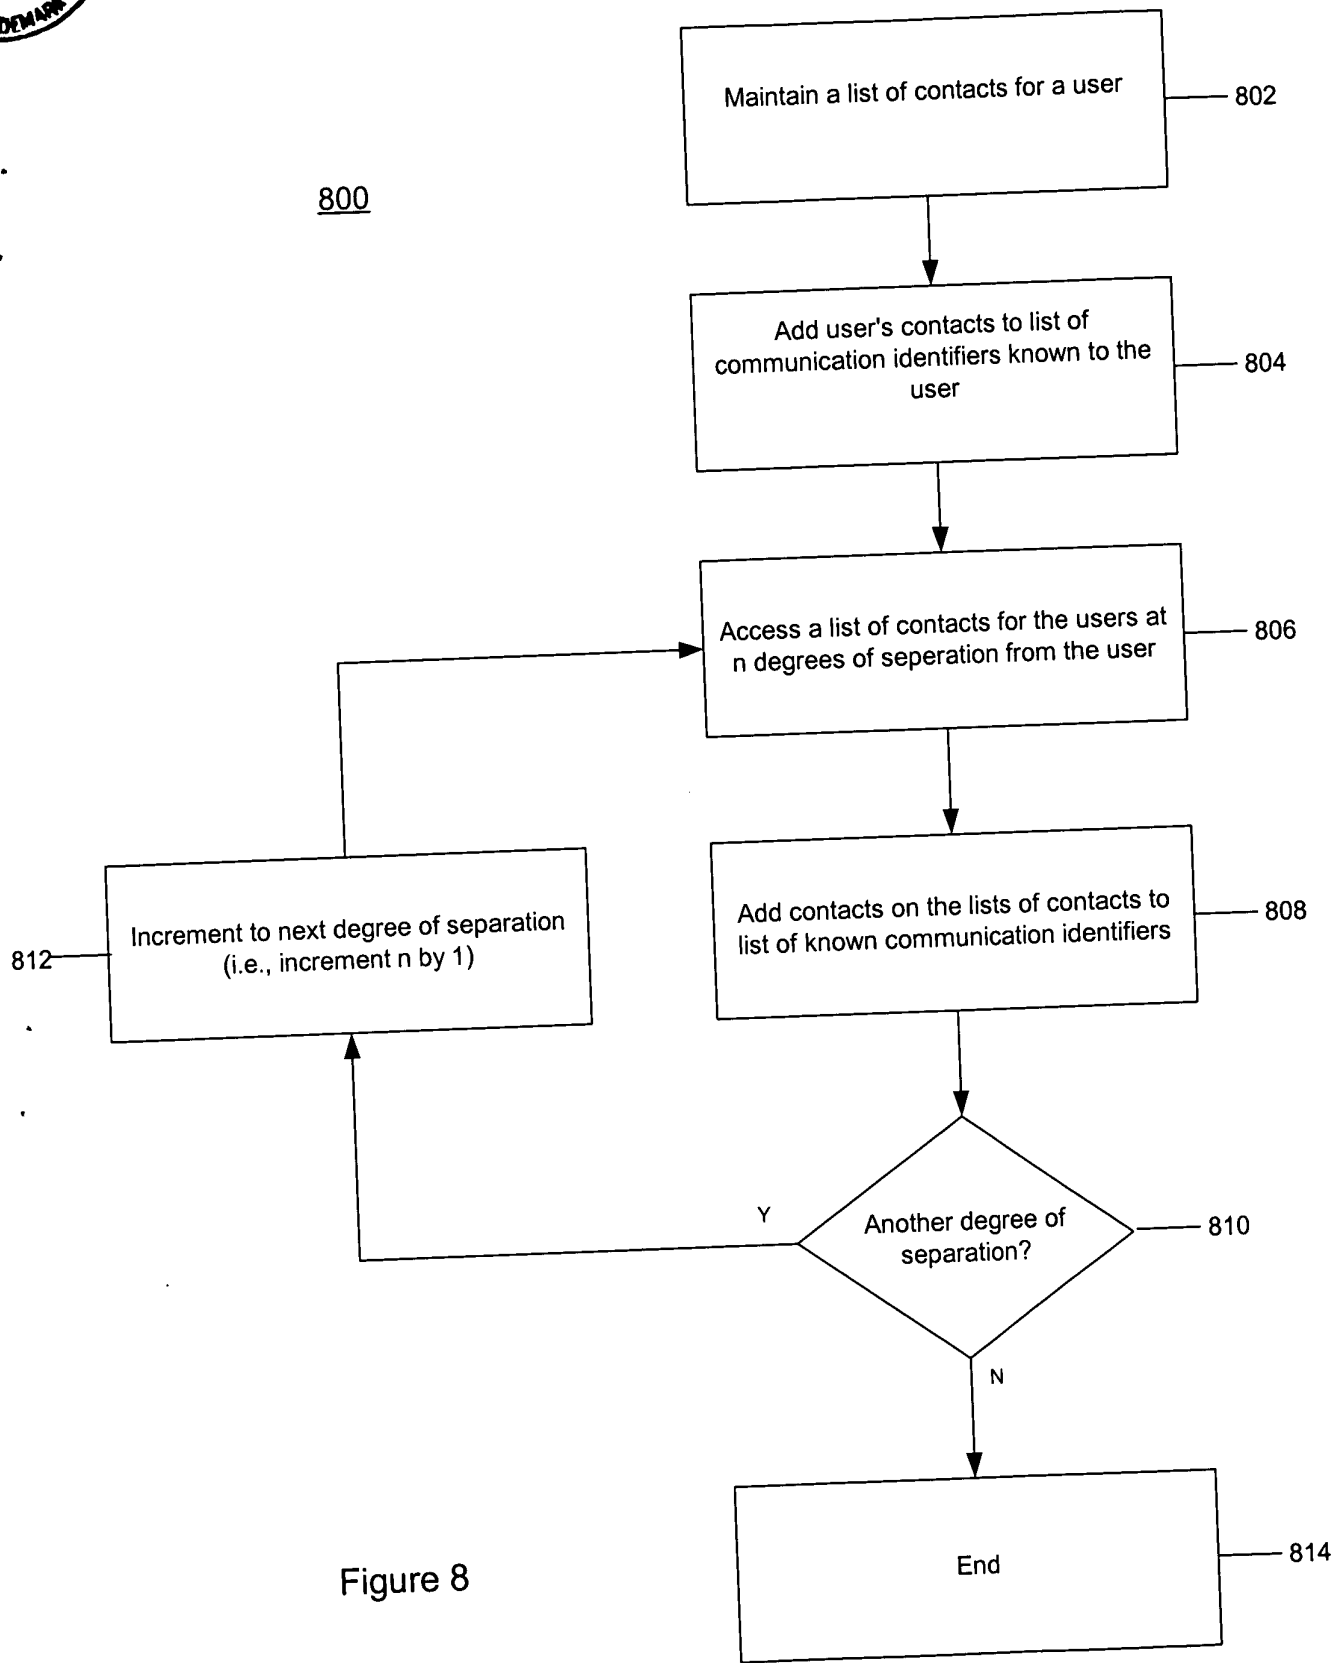 Maintain a list of contacts for a user
802
800
Add user's contacts to list of
communication identifiers known to the
user
804
Access a list of contacts for the users at
n degrees of seperation from the user
806
Increment to next degree of separation
(i.e., increment n by 1)
812
Add contacts on the lists of contacts to
list of known communication identifiers
808
Y
Another degree of
separation?
810
N
End
814
Figure 8